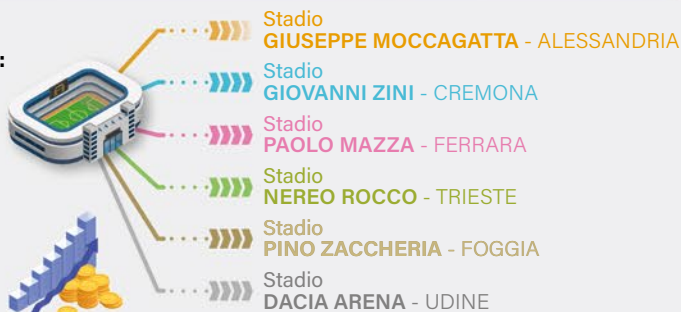 Stadio
GIUSEPPE MOCCAGATTA - ALESSANDRIA
:
Stadio
GIOVANNI ZINI - CREMONA
Stadio
PAOLO MAZZA - FERRARA
Stadio
NEREO ROCCO - TRIESTE
Stadio
PINO ZACCHERIA - FOGGIA
Stadio
DACIA ARENA - UDINE